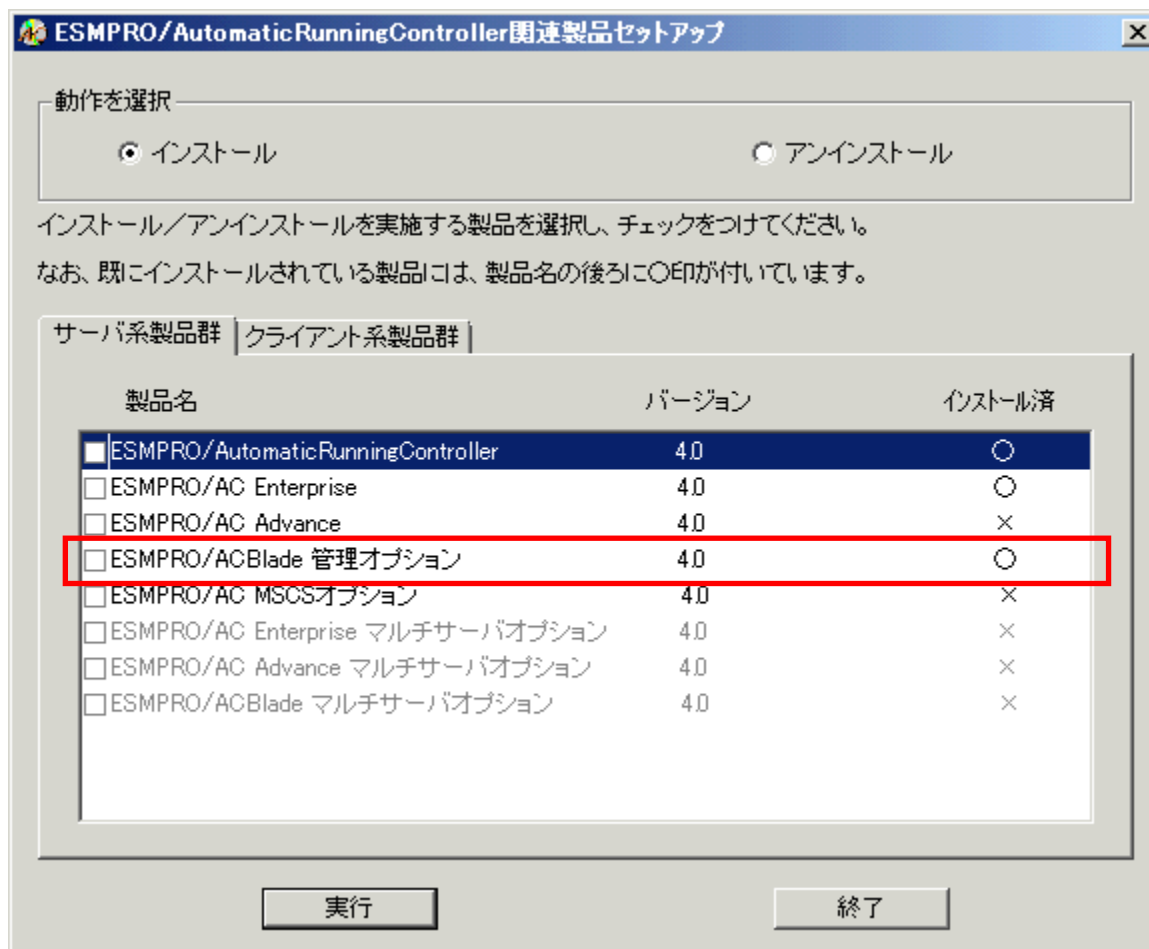 ESMPRO/AutomaticRunningController関連製品セットアップ
動作を選択
インストール アンインストール
インストール／アンインストールを実施する製品を選択し、チェックをつけてください。
なお、既にインストールされている製品には、製品名の後ろに〇印が付いています。
サーバ系製品群 クライアント系製品群
製品名 バージョン インストール済
ESMPRO/AutomaticRunningController 4.0 ○
ESMPRO/AC Enterprise 4.0 ○
ESMPRO/AC Advance 4.0 ×
ESMPRO/ACBlade 管理オプション 4.0 ○
ESMPRO/AC MSCSオプション 4.0 ×
ESMPRO/AC Enterprise マルチサーバオプション 4.0 ×
ESMPRO/AC Advance マルチサーバオプション 4.0 ×
ESMPRO/ACBlade マルチサーバオプション 4.0 ×
実行 終了